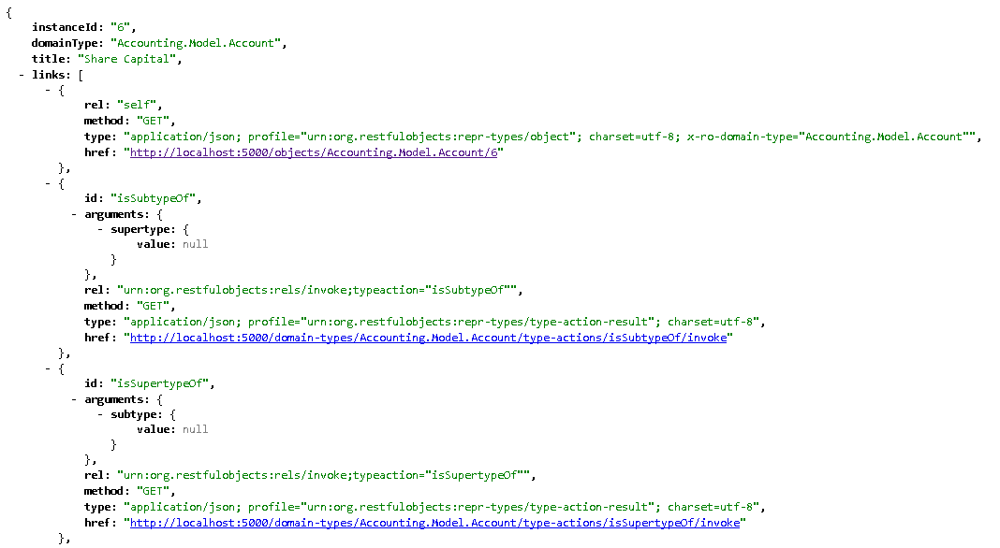 {
instanceId: "6",
domainType: "Accounting.Model.Account",
title: "Share Capital",
- links: [
- {
rel: "self",
method: "GET",
type: "application/json; profile="urn:org.restfulobjects:repr-types/object"; charset=utf-8; x-ro-domain-type="Accounting.Model.Account"",
href: "http://localhost:5000/objects/Accounting.Model.Account/6"
},
- {
id: "isSubtypeOf",
- arguments: {
- supertype: {
value: null
}
},
rel: "urn:org.restfulobjects:rels/invoke;typeaction="isSubtypeOf"",
method: "GET",
type: "application/json; profile="urn:org.restfulobjects:repr-types/type-action-result"; charset=utf-8",
href: "http://localhost:5000/domain-types/Accounting.Model.Account/type-actions/isSubtypeOf/invoke"
},
- {
id: "isSupertypeOf",
- arguments: {
- subtype: {
value: null
}
},
rel: "urn:org.restfulobjects:rels/invoke;typeaction="isSupertypeOf"",
method: "GET",
type: "application/json; profile="urn:org.restfulobjects:repr-types/type-action-result"; charset=utf-8",
href: "http://localhost:5000/domain-types/Accounting.Model.Account/type-actions/isSupertypeOf/invoke"
},